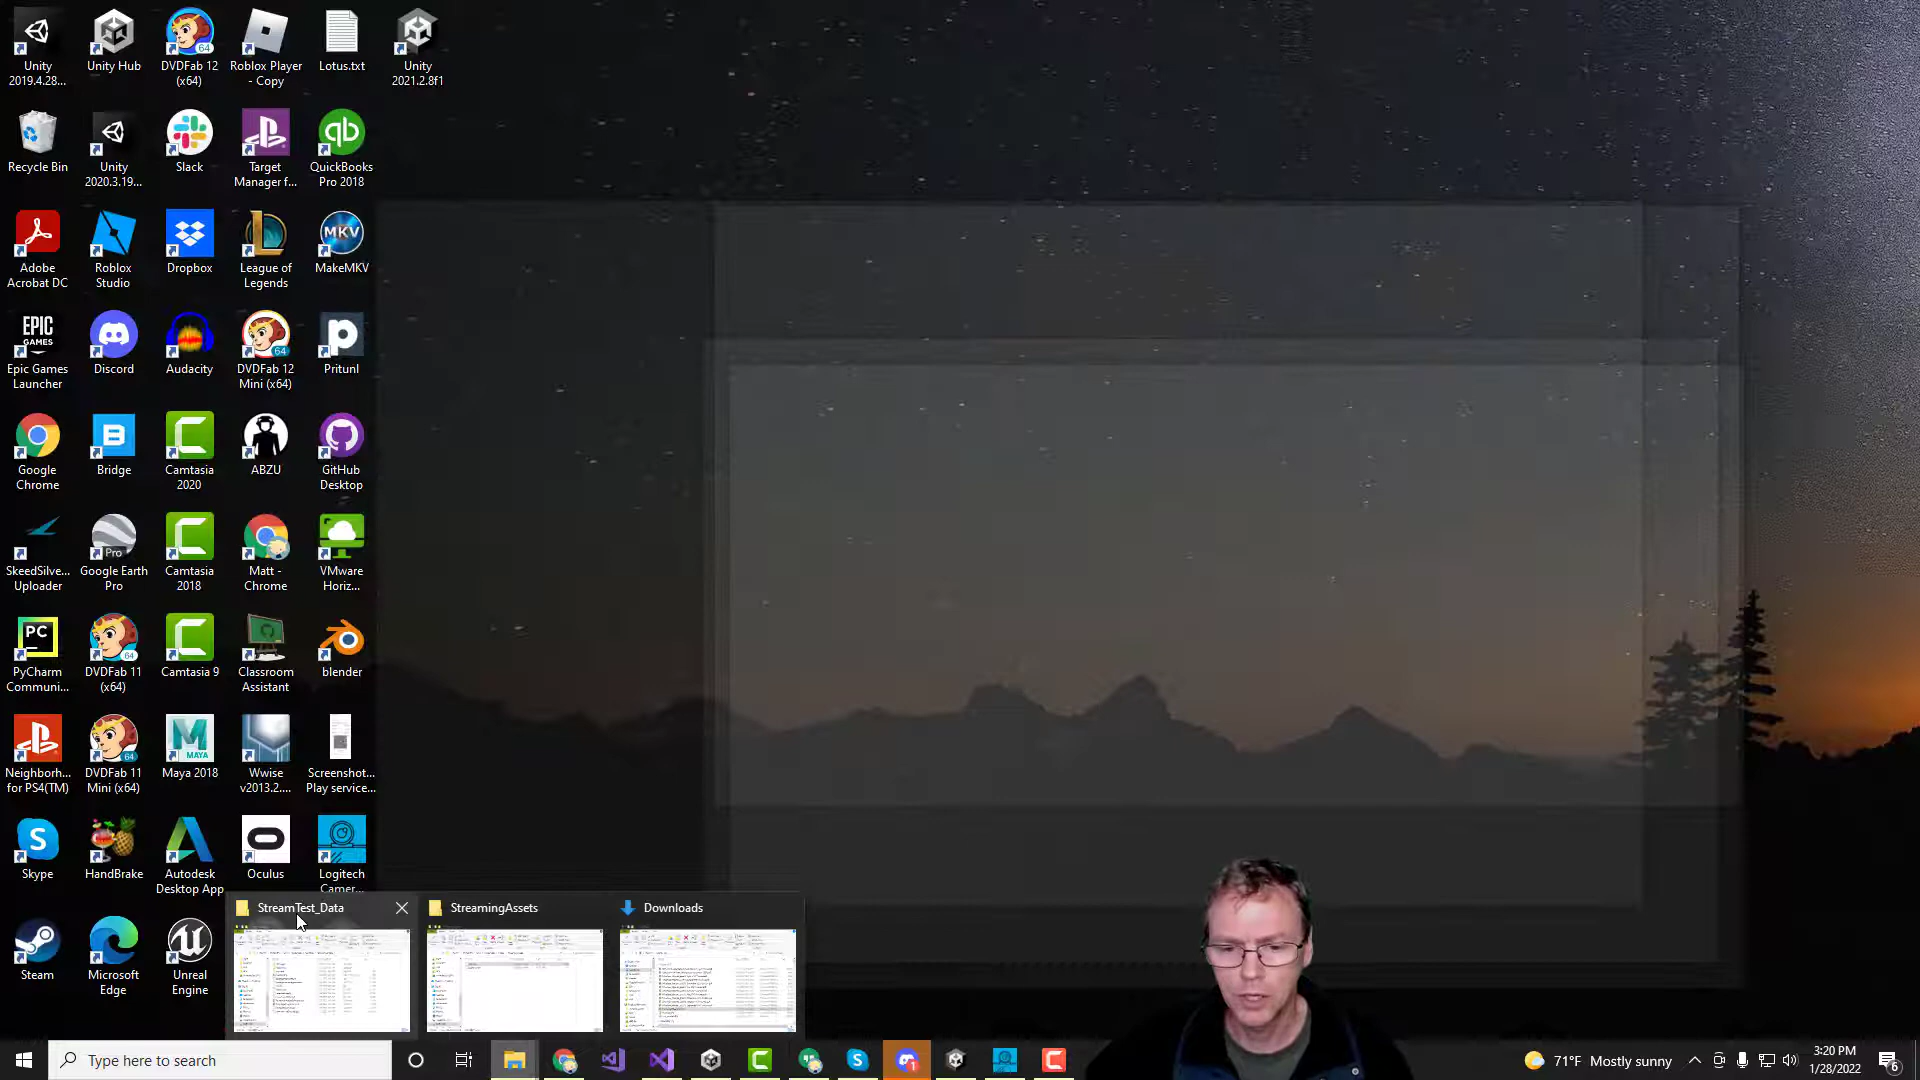 Unity 2019.4.28...
Unity Hub
DVDFab 12 (x64)
Roblox Player - Copy
Lotus.txt
Unity 2021.2.8f1
Recycle Bin
Unity 2020.3.19...
Slack
Target Manager f...
QuickBooks Pro 2018
Adobe Acrobat DC
Roblox Studio
Dropbox
League of Legends
MakeMKV
Epic Games Launcher
Discord
Audacity
DVDFab 12 Mini (x64)
Pritunl
Google Chrome
Bridge
Camtasia 2020
ABZU
GitHub Desktop
SkeedSilve... Uploader
Google Earth Pro
Camtasia 2018
Matt - Chrome
VMware Horiz...
PyCharm Communi...
DVDFab 11 (x64)
Camtasia 9
Classroom Assistant
blender
Neighborh... for PS4(TM)
DVDFab 11 Mini (x64)
Maya 2018
Wwise v2013.2....
Screenshot... Play service...
Skype
HandBrake
Autodesk Desktop App
Oculus
Logitech Camer...
StreamTest_Data
StreamingAssets
Downloads
Steam
Microsoft Edge
Unreal Engine
Type here to search
71°F Mostly sunny
3:20 PM
1/28/2022
6